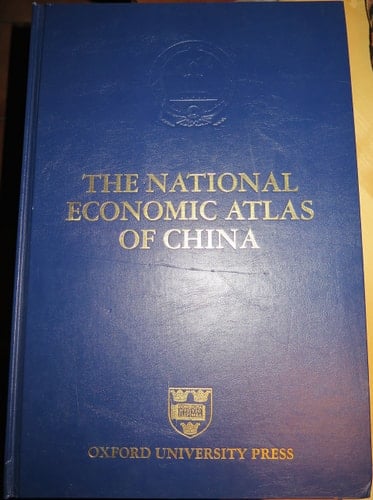 THE NATIONAL
ECONOMIC ATLAS
OF CHINA
OXFORD UNIVERSITY PRESS